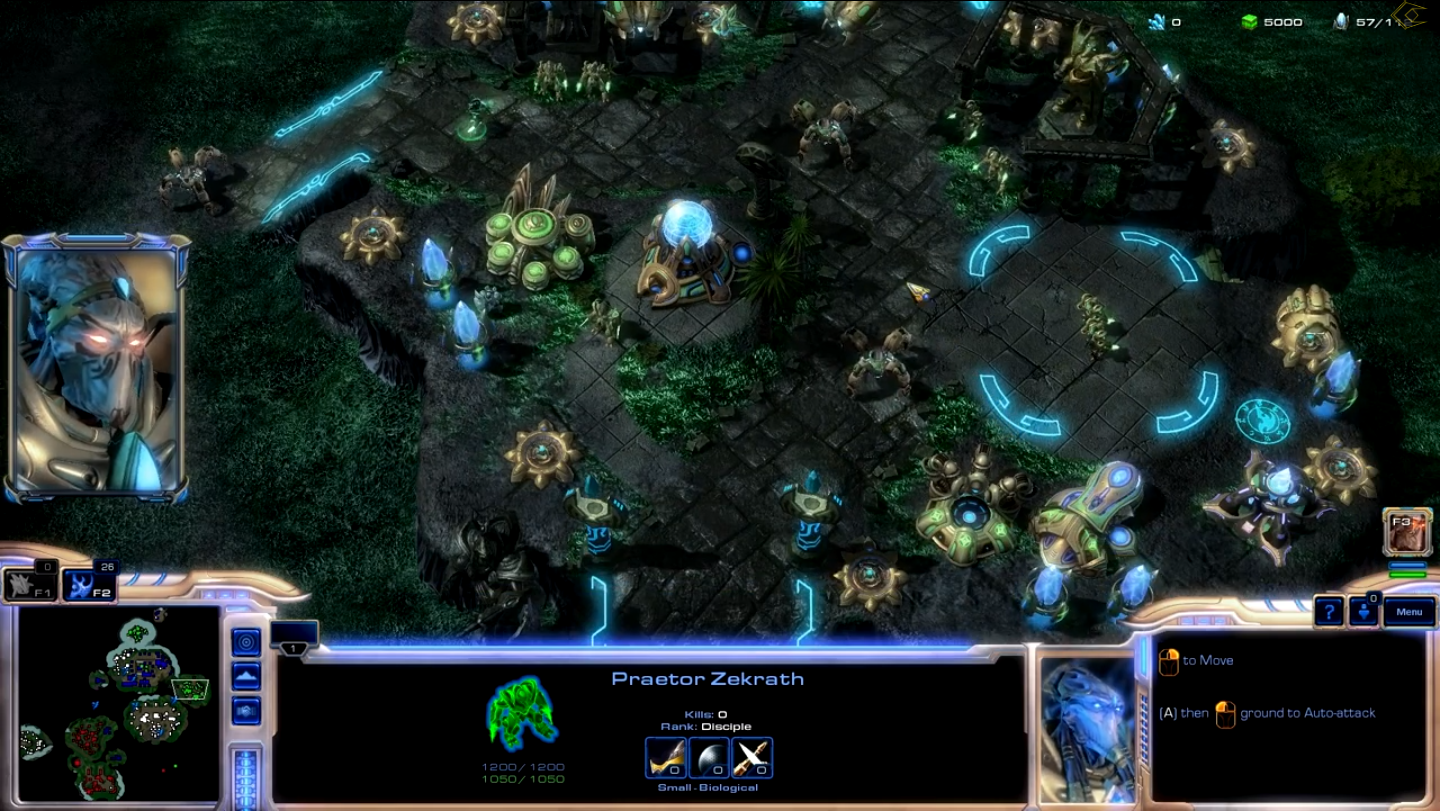 0
5000
57/1
F3
0
F1
26
F2
?
0
Menu
1
Praetor Zekrath
to Move
Kills: 0
Rank: Disciple
(A) then
ground to Auto-attack
1200/1200
1050/1050
0
0
0
Small - Biological